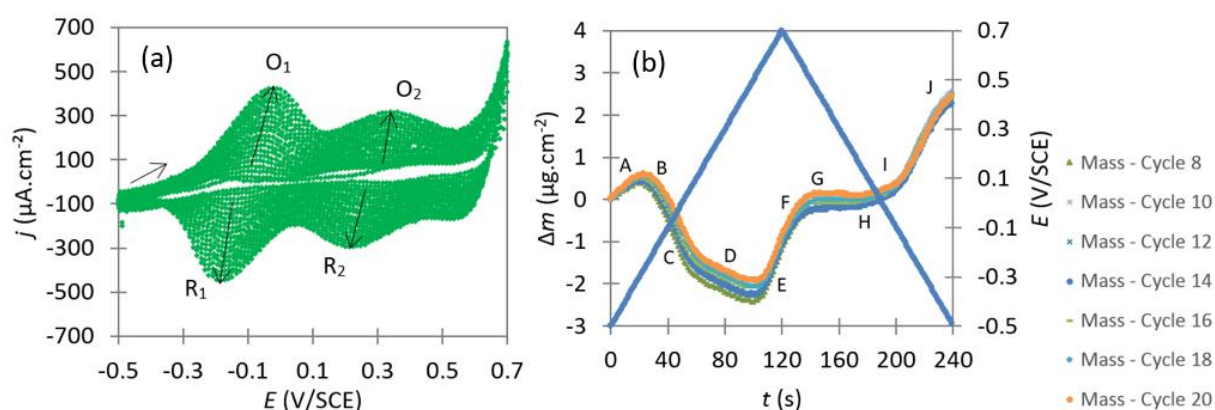 (a)
O₁
O₂
R₁
R₂
700
500
300
100
-100
-300
-500
-700
j (µA.cm⁻²)
-0.5 -0.3 -0.1 0.1 0.3 0.5 0.7
E (V/SCE)
(b)
A B C D E F G H I J
4
3
2
1
0
-1
-2
-3
Δm (µg.cm⁻²)
0 40 80 120 160 200 240
t (s)
0.7
0.5
0.3
0.1
-0.1
-0.3
-0.5
E (V/SCE)
Mass - Cycle 8
Mass - Cycle 10
Mass - Cycle 12
Mass - Cycle 14
Mass - Cycle 16
Mass - Cycle 18
Mass - Cycle 20